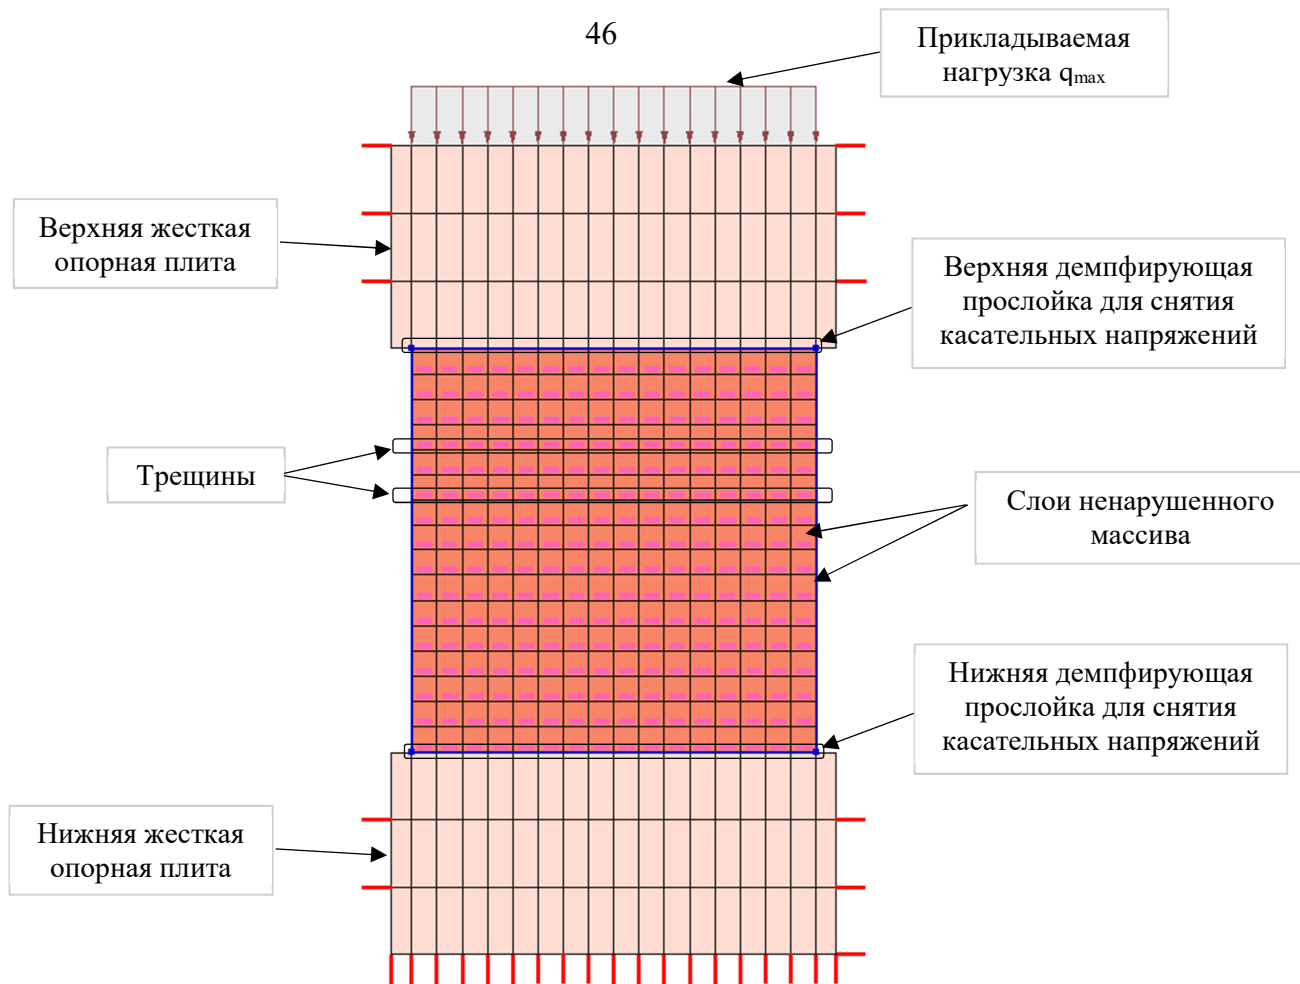 46
Прикладываемая
нагрузка qmax
Верхняя жесткая
опорная плита
Верхняя демпфирующая
прослойка для снятия
касательных напряжений
Трещины
Слои ненарушенного
массива
Нижняя демпфирующая
прослойка для снятия
касательных напряжений
Нижняя жесткая
опорная плита